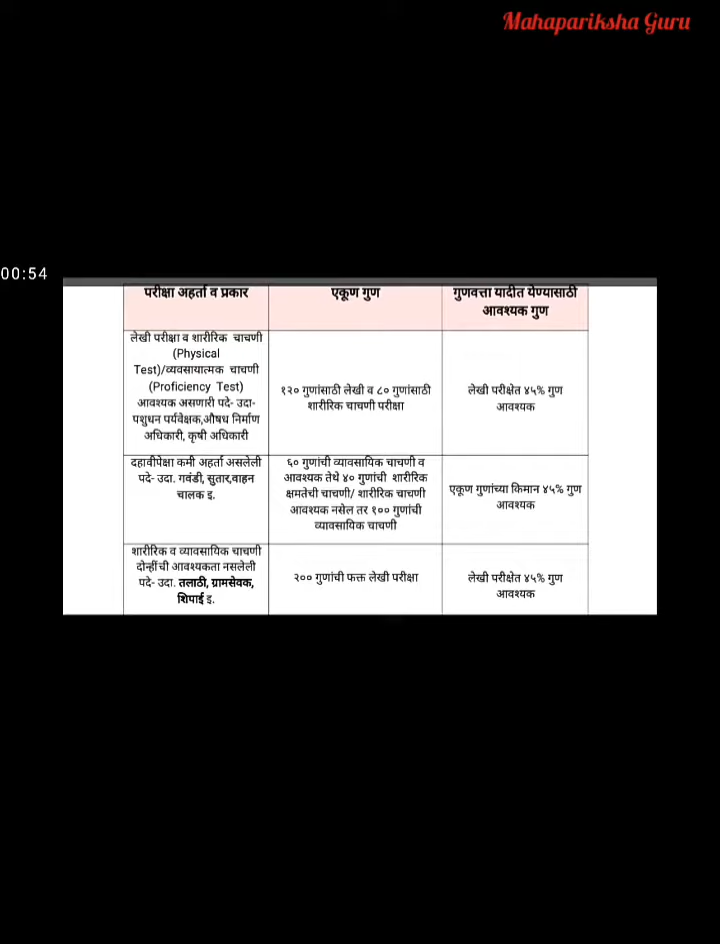 Mahapariksha Guru
00:54
परीक्षा अहर्ता व प्रकार
एकूण गुण
गुणवत्ता यादीत येण्यासाठी
आवश्यक गुण
लेखी परीक्षा व शारीरिक चाचणी
(Physical
Test)/व्यवसायात्मक चाचणी
(Proficiency Test)
आवश्यक असणारी पदे- उदा-
पशुधन पर्यवेक्षक,औषध निर्माण
अधिकारी, कृषी अधिकारी
१२० गुणांसाठी लेखी व ८० गुणांसाठी
शारीरिक चाचणी परीक्षा
लेखी परीक्षेत ४५% गुण
आवश्यक
दहावीपेक्षा कमी अहर्ता असलेली
पदे- उदा. गवंडी, सुतार,वाहन
चालक इ.
६० गुणांची व्यावसायिक चाचणी व
आवश्यक तेथे ४० गुणांची शारीरिक
क्षमतेची चाचणी/ शारीरिक चाचणी
आवश्यक नसेल तर १०० गुणांची
व्यावसायिक चाचणी
एकूण गुणांच्या किमान ४५% गुण
आवश्यक
शारीरिक व व्यावसायिक चाचणी
दोन्हींची आवश्यकता नसलेली
पदे- उदा. तलाठी, ग्रामसेवक,
शिपाई इ.
२०० गुणांची फक्त लेखी परीक्षा
लेखी परीक्षेत ४५% गुण
आवश्यक